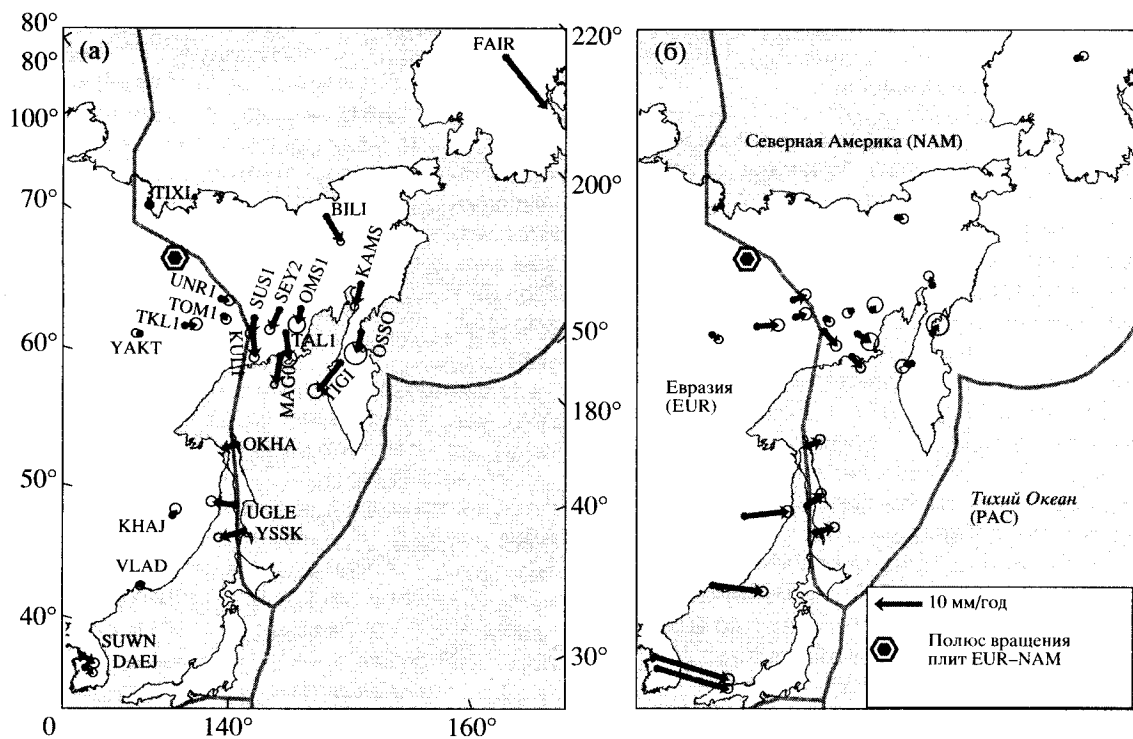 80°
80°
100°
70°
60°
50°
40°
0
140°
160°
220°
200°
50°
180°
40°
30°
(а)
FAIR
TIXI
BILI
KAMS
UNR1
SUS1
SEY2
OMS1
TOM1
TKL1
YAKT
KULU
TAL1
OSSO
MAG0
TIGI
OKHA
UGLE
YSSK
KHAJ
VLAD
SUWN
DAEJ
(б)
Северная Америка (NAM)
Евразия
(EUR)
Тихий Океан
(PAC)
10 мм/год
Полюс вращения
плит EUR–NAM